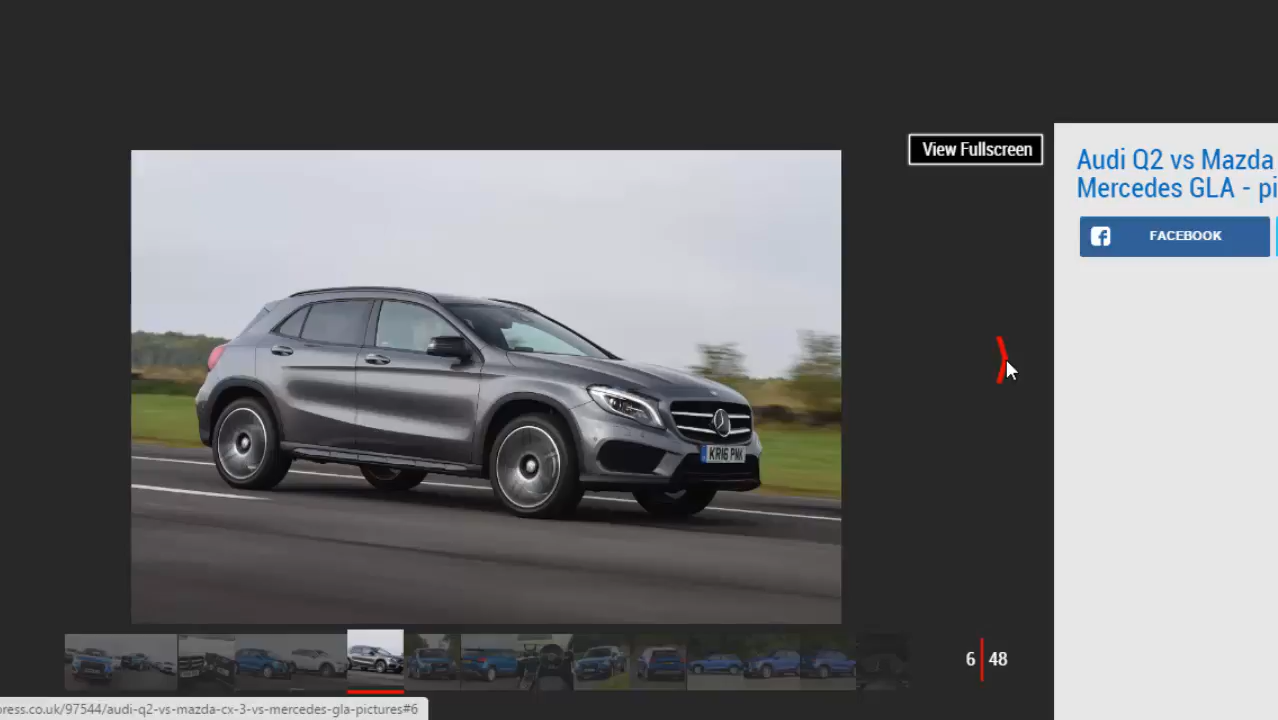 View Fullscreen
Audi Q2 vs Mazda
Mercedes GLA - pi
FACEBOOK
KR16 PMK
6 48
press.co.uk/97544/audi-q2-vs-mazda-cx-3-vs-mercedes-gla-pictures#6